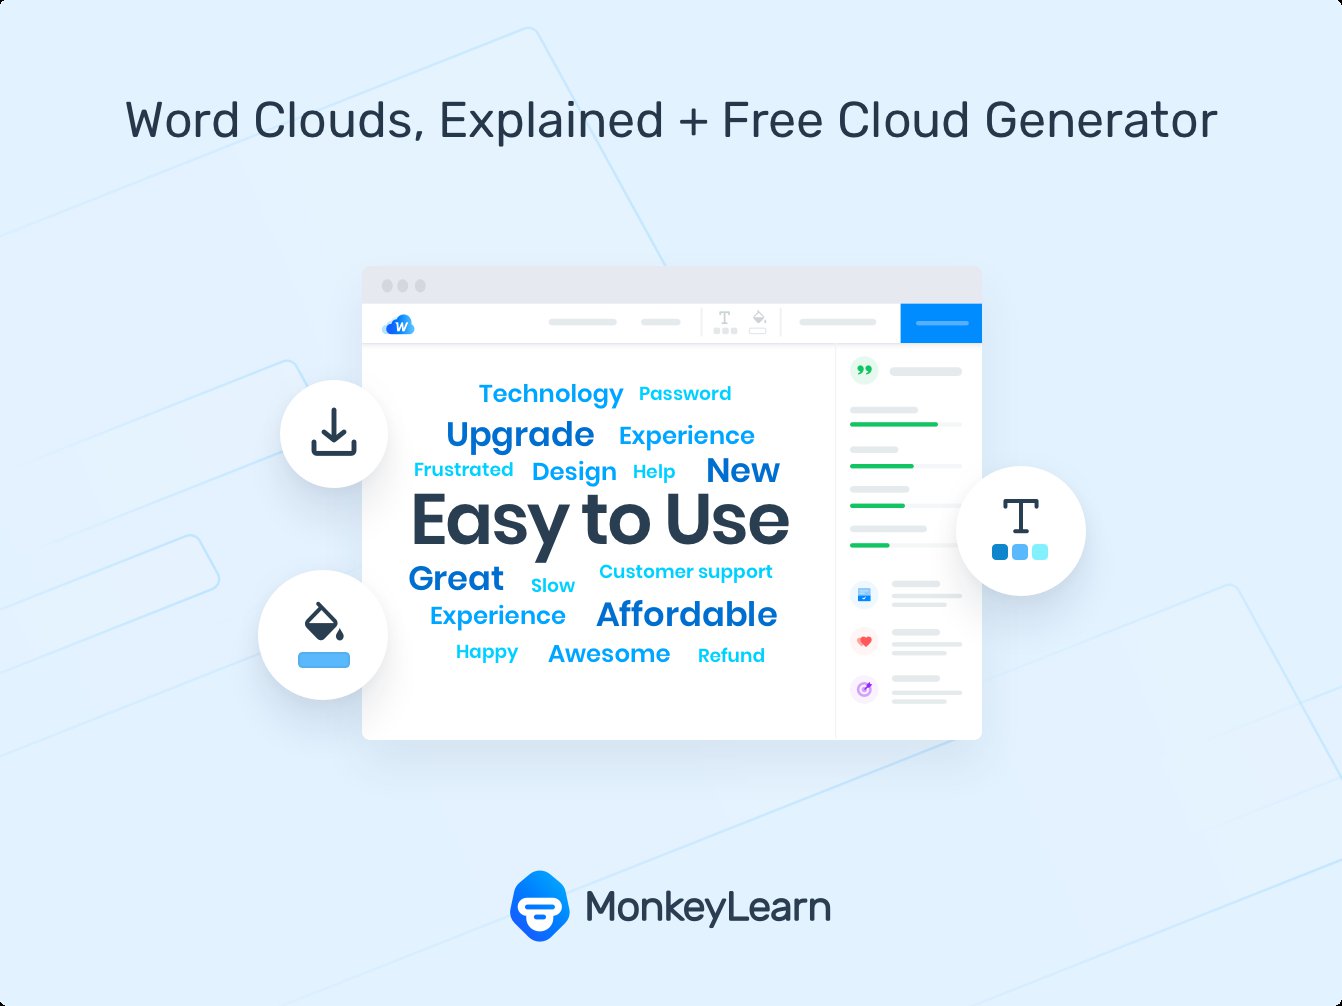 Word Clouds, Explained + Free Cloud Generator
W
T
Technology Password
Upgrade Experience
Frustrated Design Help New
Easy to Use
T
Great Slow Customer support
Experience Affordable
Happy Awesome Refund
MonkeyLearn